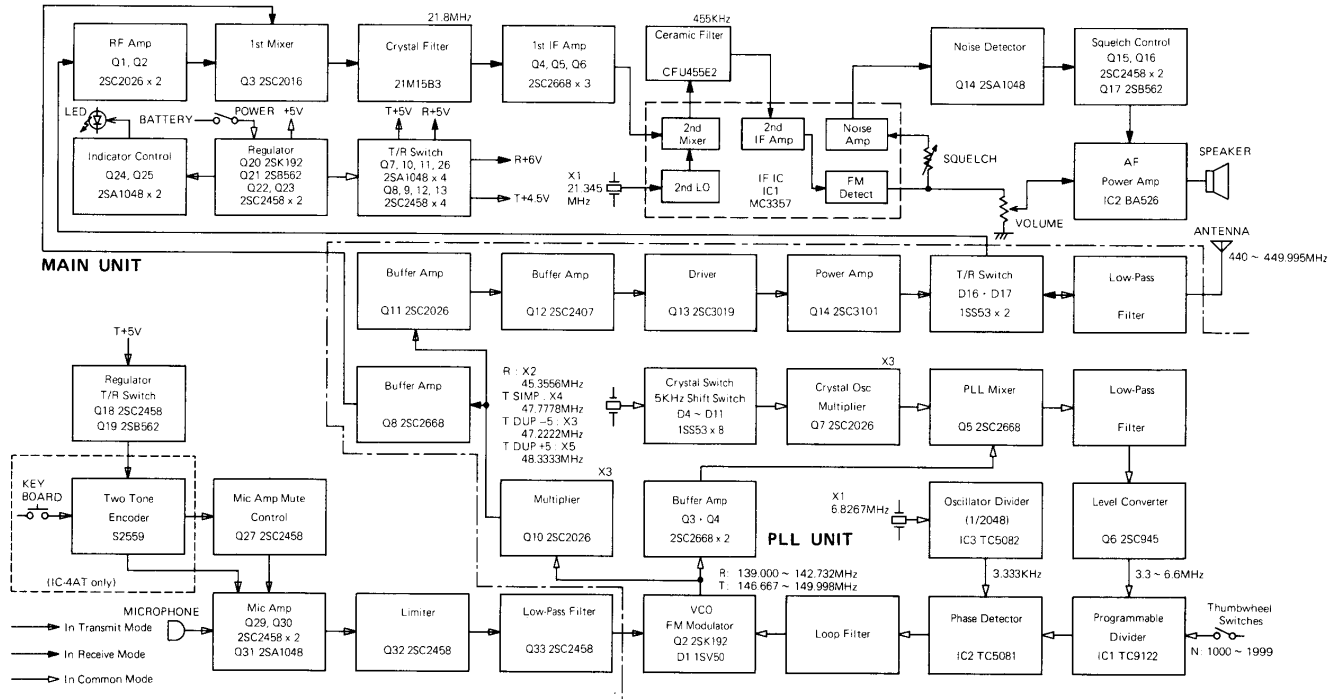 21.8MHz
RF Amp
Q1, Q2
2SC2026 x 2
1st Mixer
Q3 2SC2016
Crystal Filter
21M15B3
1st IF Amp
Q4, Q5, Q6
2SC2668 x 3
455KHz
Ceramic Filter
CFU455E2
Noise Detector
Q14 2SA1048
Squelch Control
Q15, Q16
2SC2458 x 2
Q17 2SB562
LED
BATTERY
POWER
+5V
T+5V
R+5V
Indicator Control
Q24, Q25
2SA1048 x 2
Regulator
Q20 2SK192
Q21 2SB562
Q22, Q23
2SC2458 x 2
T/R Switch
Q7, 10, 11, 26
2SA1048 x 4
Q8, 9, 12, 13
2SC2458 x 4
R+6V
T+4.5V
X1
21.345
MHz
2nd
Mixer
2nd LO
2nd
IF Amp
IF IC
IC1
MC3357
Noise
Amp
FM
Detect
SQUELCH
VOLUME
AF
Power Amp
IC2 BA526
SPEAKER
MAIN UNIT
ANTENNA
440 ~ 449.995MHz
Buffer Amp
Q11 2SC2026
Buffer Amp
Q12 2SC2407
Driver
Q13 2SC3019
Power Amp
Q14 2SC3101
T/R Switch
D16 · D17
1SS53 x 2
Low-Pass
Filter
T+5V
Regulator
T/R Switch
Q18 2SC2458
Q19 2SB562
Buffer Amp
Q8 2SC2668
R : X2
45.3556MHz
T SIMP . X4
47.7778MHz
T DUP −5 : X3
47.2222MHz
T DUP +5 : X5
48.3333MHz
Crystal Switch
5KHz Shift Switch
D4 ~ D11
1SS53 x 8
X3
Crystal Osc
Multiplier
Q7 2SC2026
PLL Mixer
Q5 2SC2668
Low-Pass
Filter
KEY
BOARD
Two Tone
Encoder
S2559
(IC-4AT only)
Mic Amp Mute
Control
Q27 2SC2458
X3
Multiplier
Q10 2SC2026
Buffer Amp
Q3 · Q4
2SC2668 x 2
PLL UNIT
X1
6.8267MHz
Oscillator Divider
(1/2048)
IC3 TC5082
Level Converter
Q6 2SC945
3.333KHz
3.3 ~ 6.6MHz
R: 139.000 ~ 142.732MHz
T: 146.667 ~ 149.998MHz
MICROPHONE
Mic Amp
Q29, Q30
2SC2458 x 2
Q31 2SA1048
Limiter
Q32 2SC2458
Low-Pass Filter
Q33 2SC2458
VCO
FM Modulator
Q2 2SK192
D1 1SV50
Loop Filter
Phase Detector
IC2 TC5081
Programmable
Divider
IC1 TC9122
Thumbwheel
Switches
N: 1000 ~ 1999
In Transmit Mode
In Receive Mode
In Common Mode